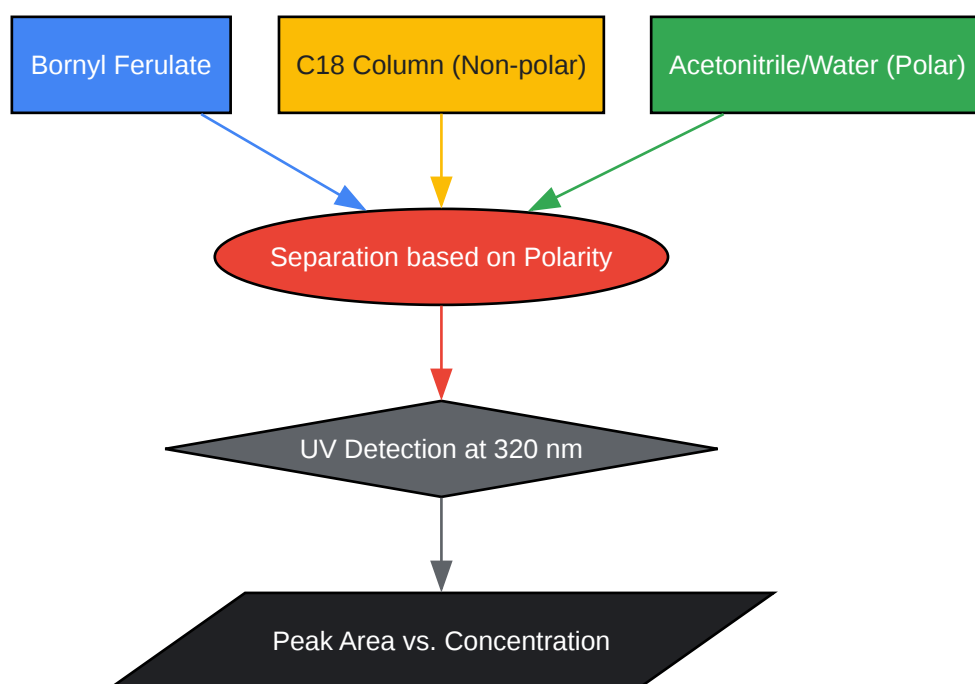 Bornyl Ferulate
C18 Column (Non-polar)
Acetonitrile/Water (Polar)
Separation based on Polarity
UV Detection at 320 nm
Peak Area vs. Concentration